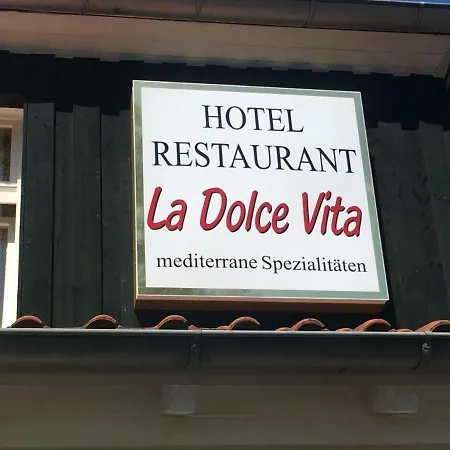 HOTEL
RESTAURANT
La Dolce Vita
mediterrane Spezialitäten